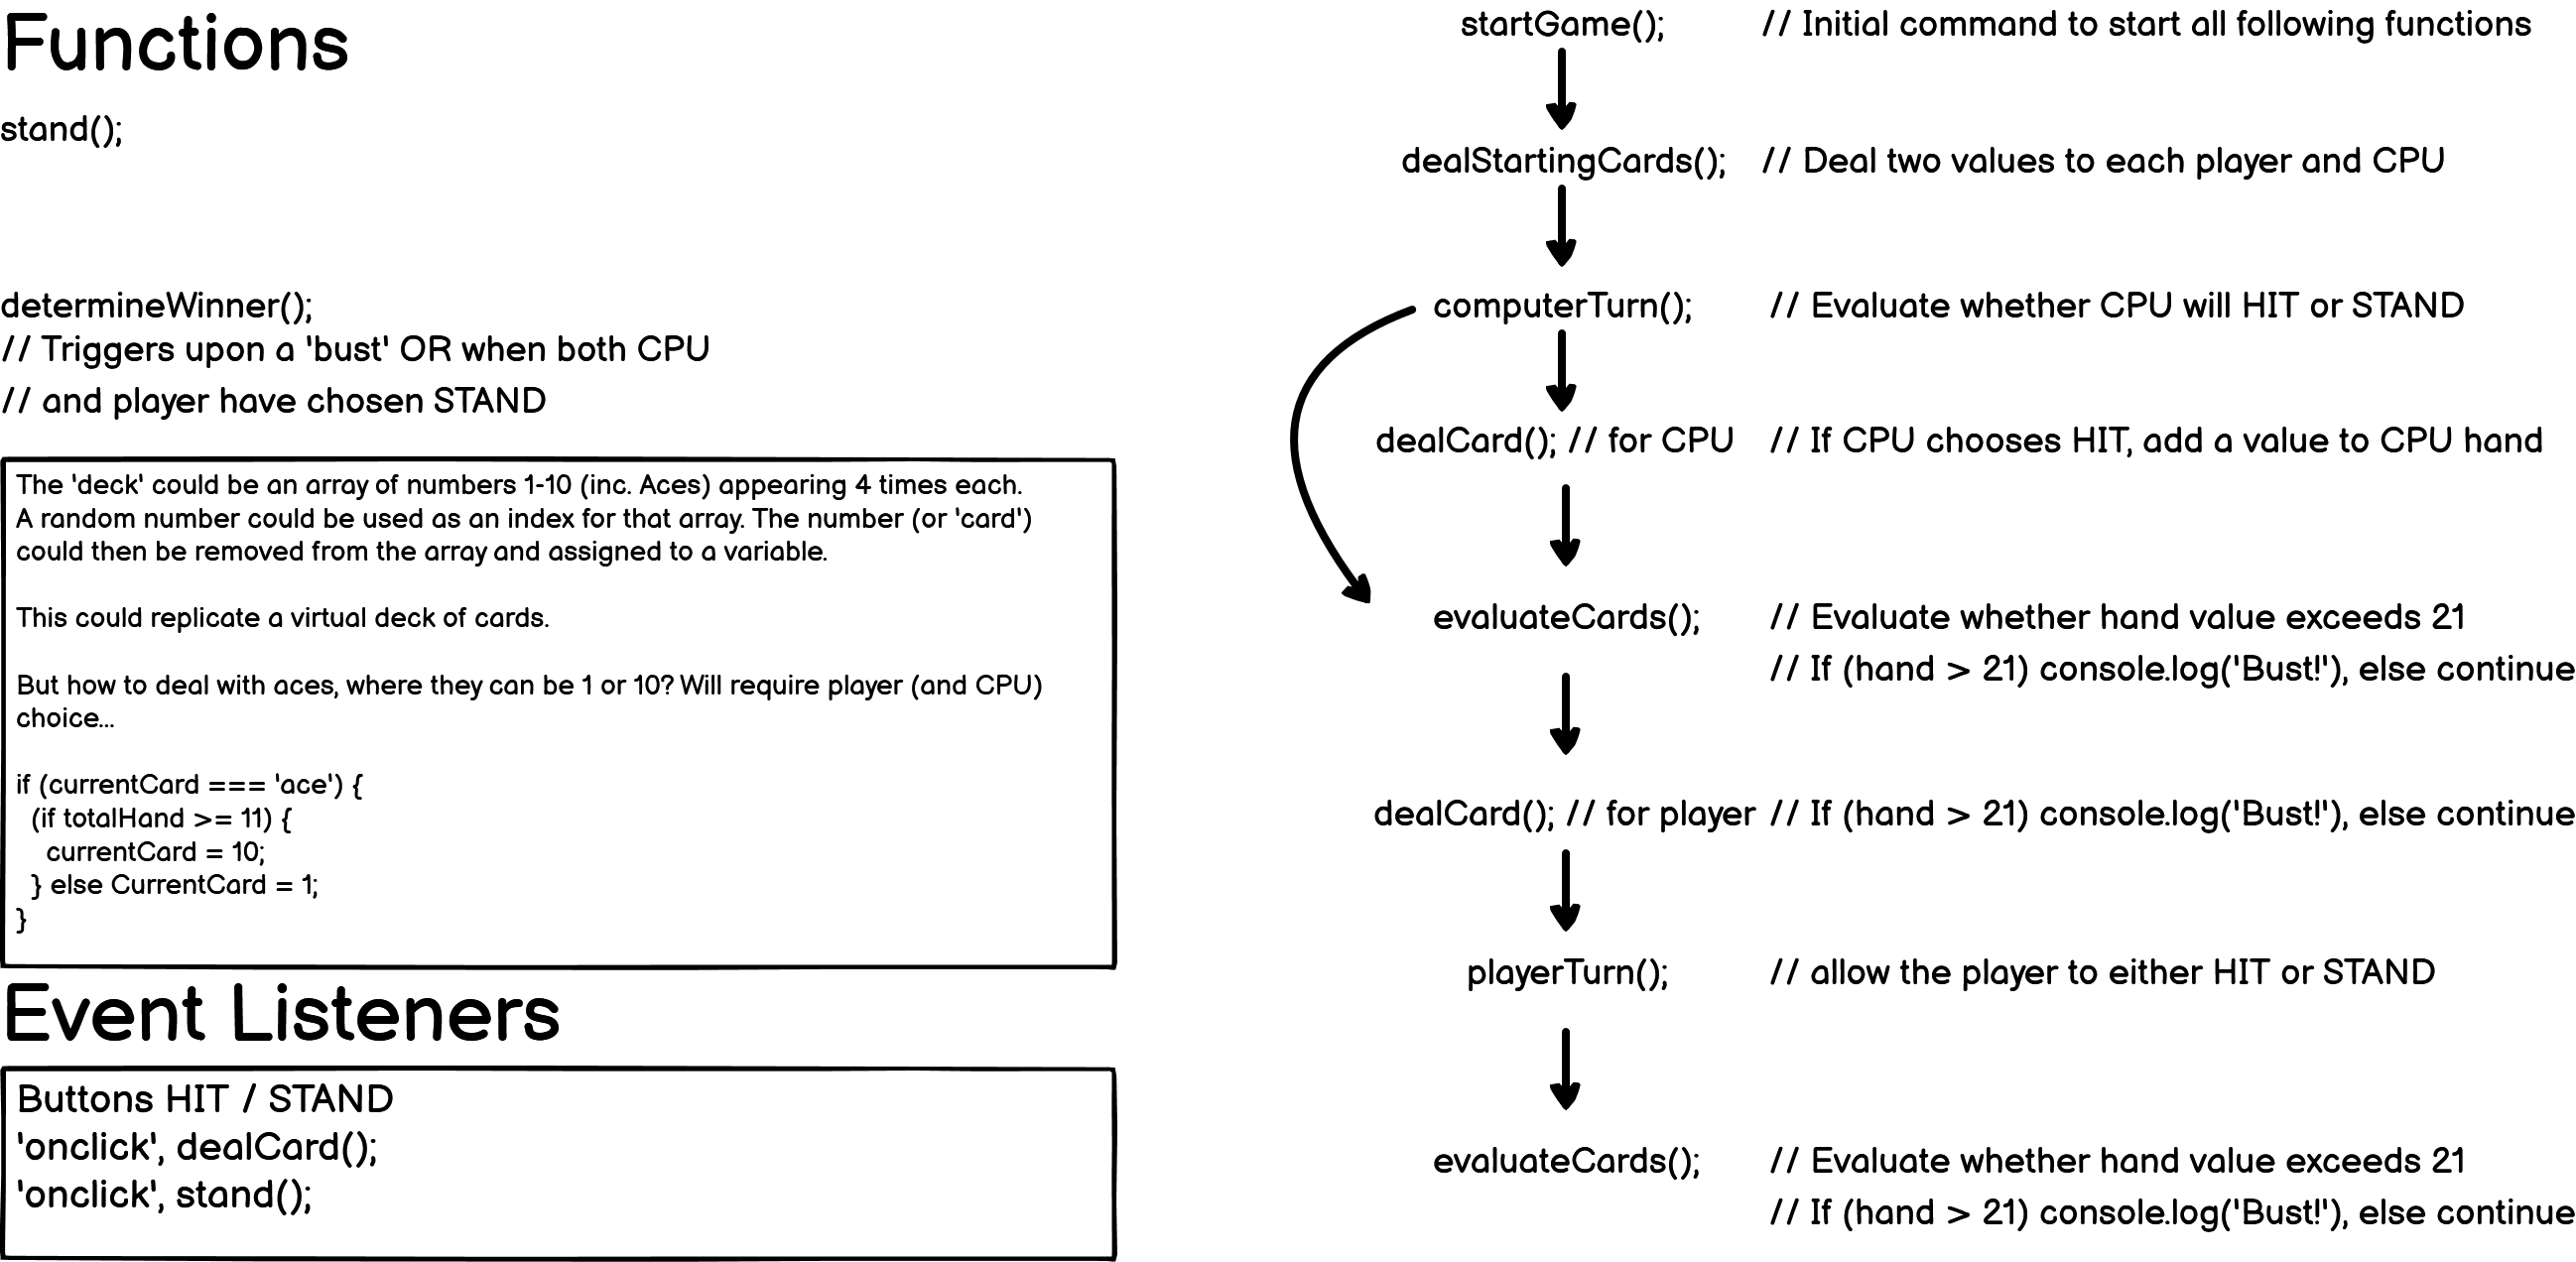 Functions
stand();
determineWinner();
// Triggers upon a 'bust' OR when both CPU
// and player have chosen STAND
The 'deck' could be an array of numbers 1-10 (inc. Aces) appearing 4 times each.
A random number could be used as an index for that array. The number (or 'card')
could then be removed from the array and assigned to a variable.
This could replicate a virtual deck of cards.
But how to deal with aces, where they can be 1 or 10? Will require player (and CPU)
choice...
if (currentCard === 'ace') {
(if totalHand >= 11) {
currentCard = 10;
} else CurrentCard = 1;
}
Event Listeners
Buttons HIT / STAND
'onclick', dealCard();
'onclick', stand();
startGame(); // Initial command to start all following functions
dealStartingCards(); // Deal two values to each player and CPU
computerTurn(); // Evaluate whether CPU will HIT or STAND
dealCard(); // for CPU // If CPU chooses HIT, add a value to CPU hand
evaluateCards(); // Evaluate whether hand value exceeds 21
// If (hand > 21) console.log('Bust!'), else continue
dealCard(); // for player // If (hand > 21) console.log('Bust!'), else continue
playerTurn(); // allow the player to either HIT or STAND
evaluateCards(); // Evaluate whether hand value exceeds 21
// If (hand > 21) console.log('Bust!'), else continue